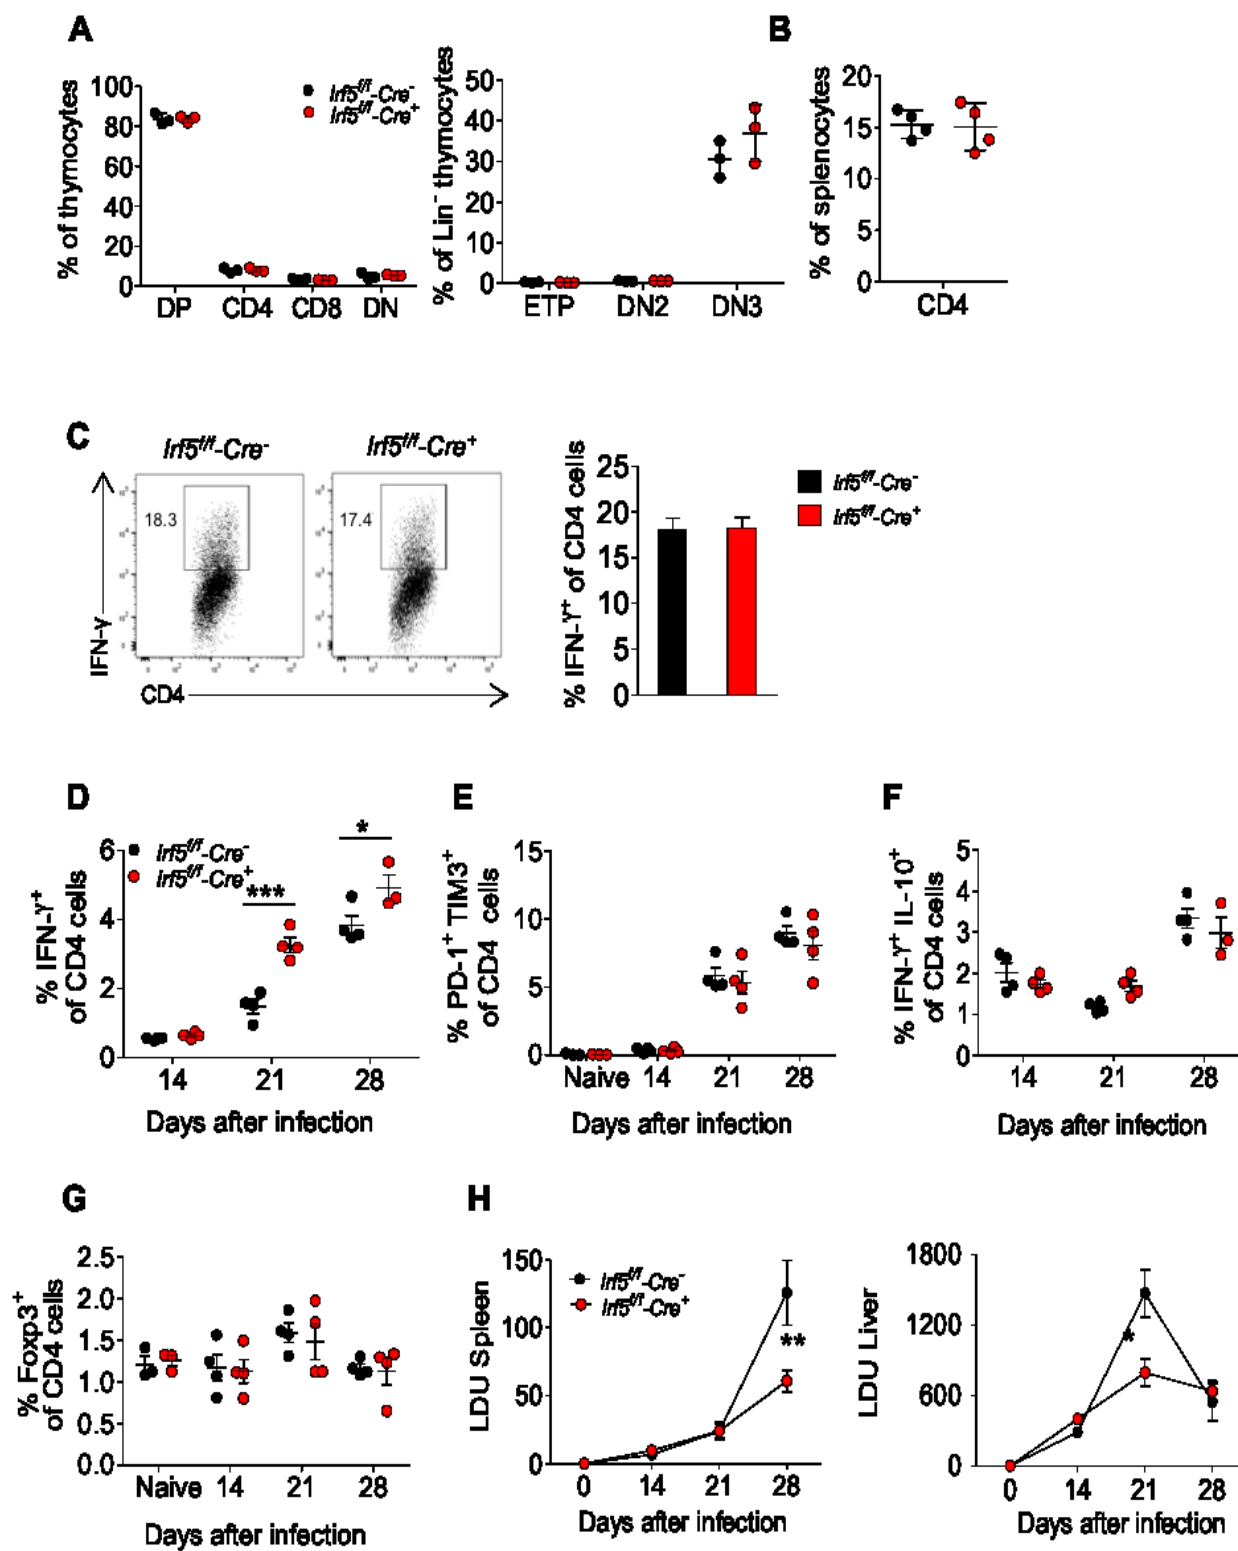 A
% of thymocytes
100
80
60
40
20
0
DP CD4 CD8 DN
Irf5f/f-Cre-
Irf5f/f-Cre+
% of Lin- thymocytes
50
40
30
20
10
0
ETP DN2 DN3
B
% of splenocytes
20
15
10
5
0
CD4
C
Irf5f/f-Cre-
Irf5f/f-Cre+
18.3
17.4
IFN-γ
CD4
% IFN-γ+ of CD4 cells
25
20
15
10
5
0
Irf5f/f-Cre-
Irf5f/f-Cre+
D
% IFN-γ+
of CD4 cells
6
4
2
0
Irf5f/f-Cre-
Irf5f/f-Cre+
***
*
14 21 28
Days after infection
E
% PD-1+ TIM3+
of CD4 cells
15
10
5
0
Naive 14 21 28
Days after infection
F
% IFN-γ+ IL-10+
of CD4 cells
5
4
3
2
1
0
14 21 28
Days after infection
G
% Foxp3+
of CD4 cells
2.5
2.0
1.5
1.0
0.5
0.0
Naive 14 21 28
Days after infection
H
LDU Spleen
150
100
50
0
Irf5f/f-Cre-
Irf5f/f-Cre+
**
0 14 21 28
Days after infection
LDU Liver
1800
1200
600
0
*
0 14 21 28
Days after infection